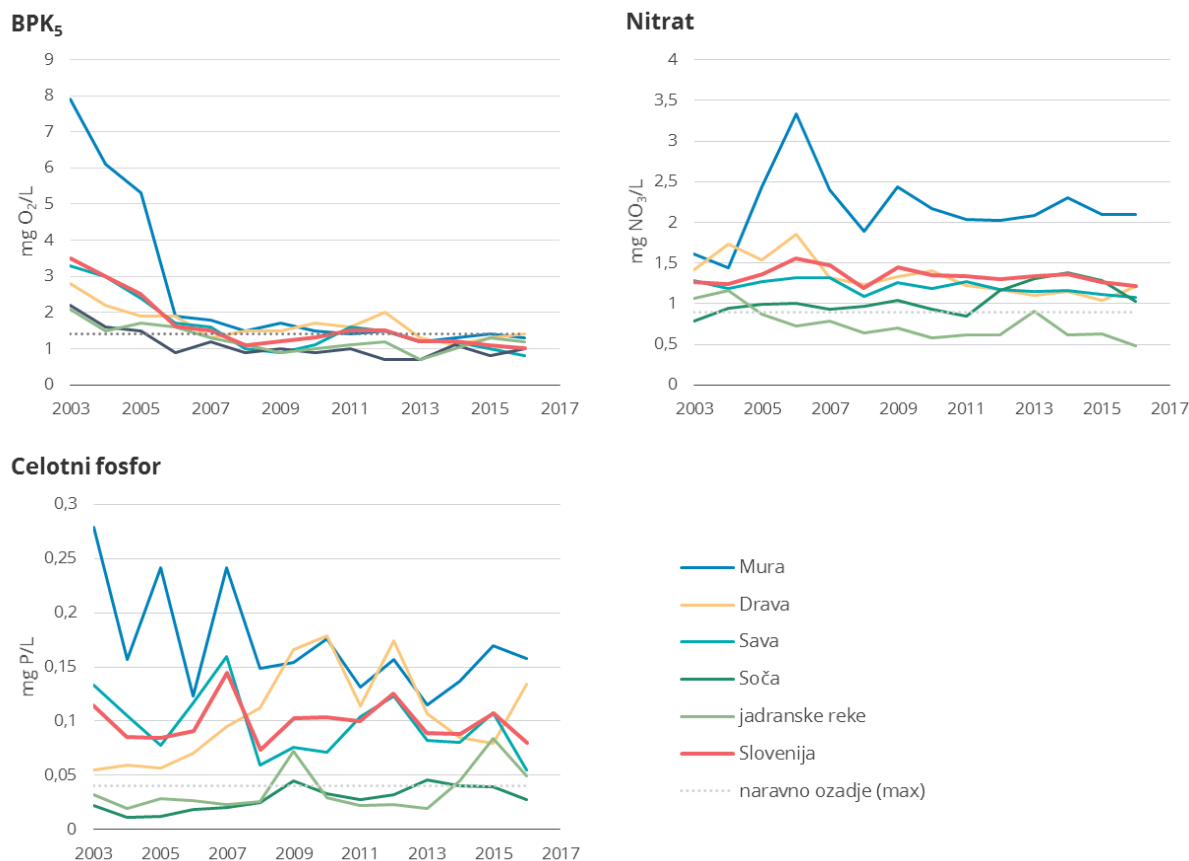 BPK₅
9
8
7
6
5
4
3
2
1
0
mg O₂/L
2003 2005 2007 2009 2011 2013 2015 2017
Nitrat
4
3,5
3
2,5
2
1,5
1
0,5
0
mg NO₃/L
2003 2005 2007 2009 2011 2013 2015 2017
Celotni fosfor
0,3
0,25
0,2
0,15
0,1
0,05
0
mg P/L
2003 2005 2007 2009 2011 2013 2015 2017
Mura
Drava
Sava
Soča
jadranske reke
Slovenija
naravno ozadje (max)